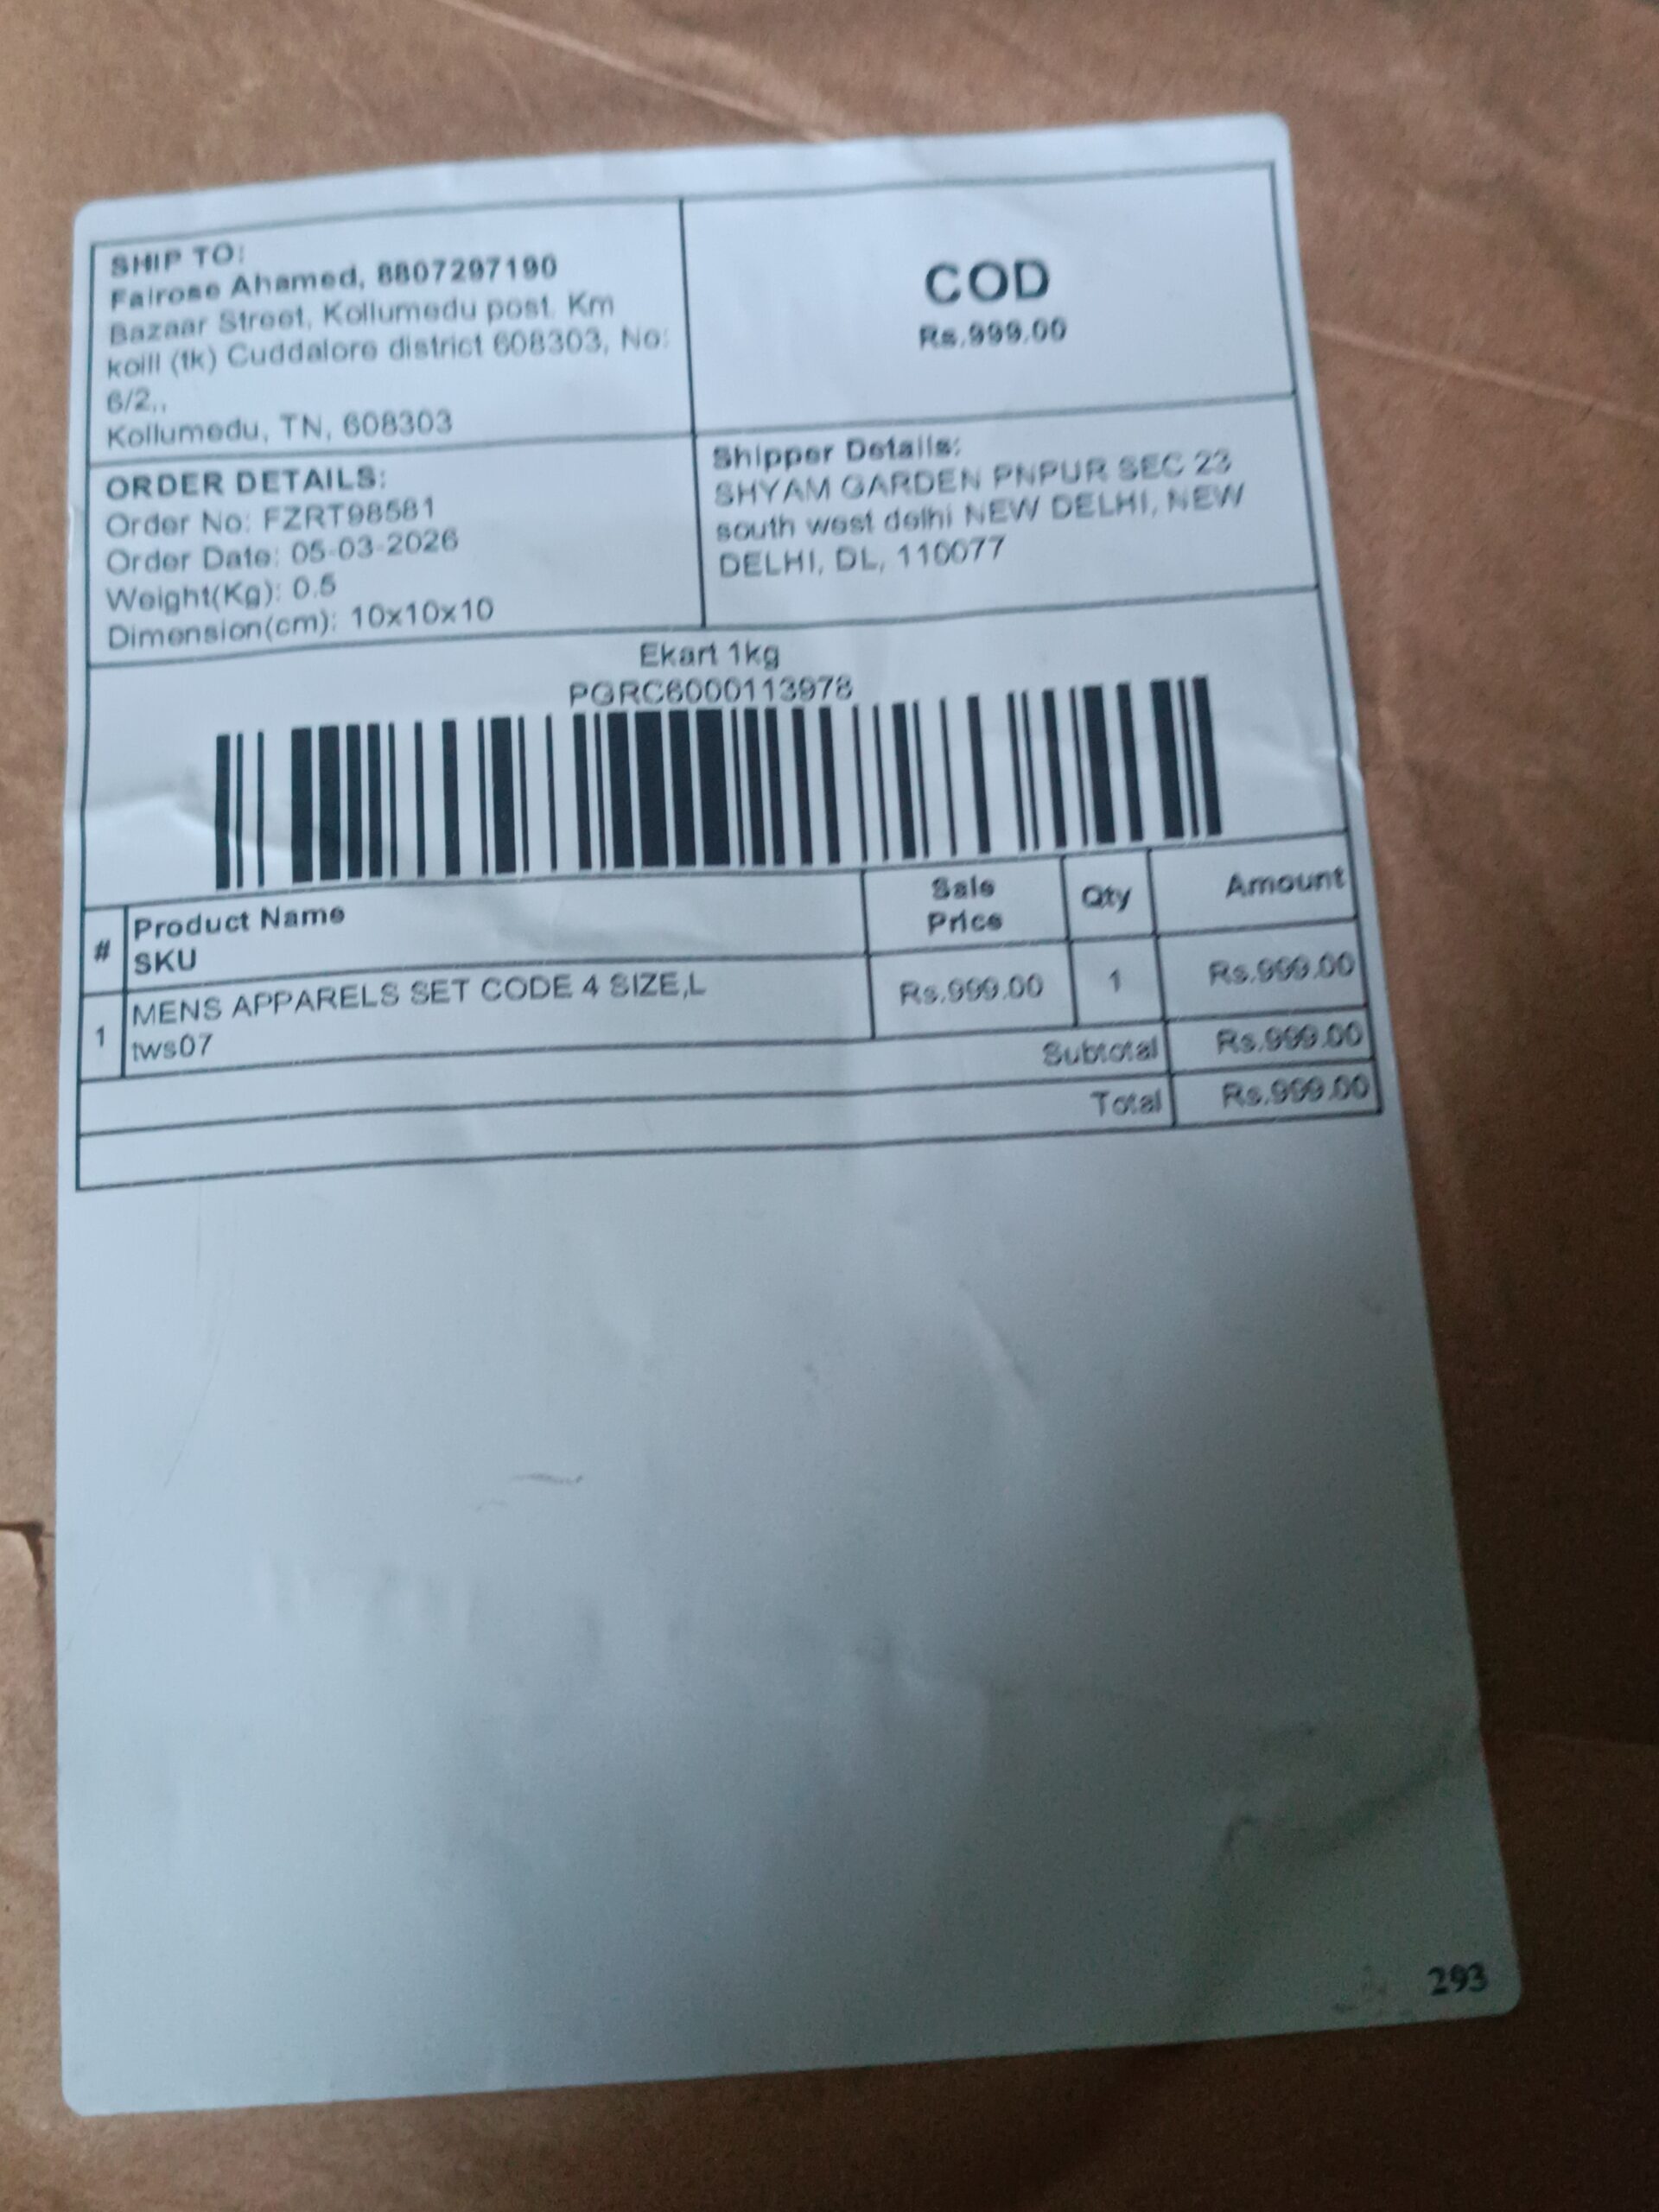 SHIP TO:
Fairose Ahamed, 8807297190
Bazaar Street, Kollumedu post. Km
koill (tk) Cuddalore district 608303, No:
6/2,,
Kollumedu, TN, 608303
COD
Rs.999.00
ORDER DETAILS:
Order No: FZRT98581
Order Date: 05-03-2026
Weight(Kg): 0.5
Dimension(cm): 10x10x10
Shipper Details:
SHYAM GARDEN PNPUR SEC 23
south west delhi NEW DELHI, NEW
DELHI, DL, 110077
Ekart 1kg
PGRC6000113978
# Product Name SKU Sale Price Qty Amount
1 MENS APPARELS SET CODE 4 SIZE,L Rs.999.00 1 Rs.999.00
tws07
Subtotal Rs.999.00
Total Rs.999.00
293